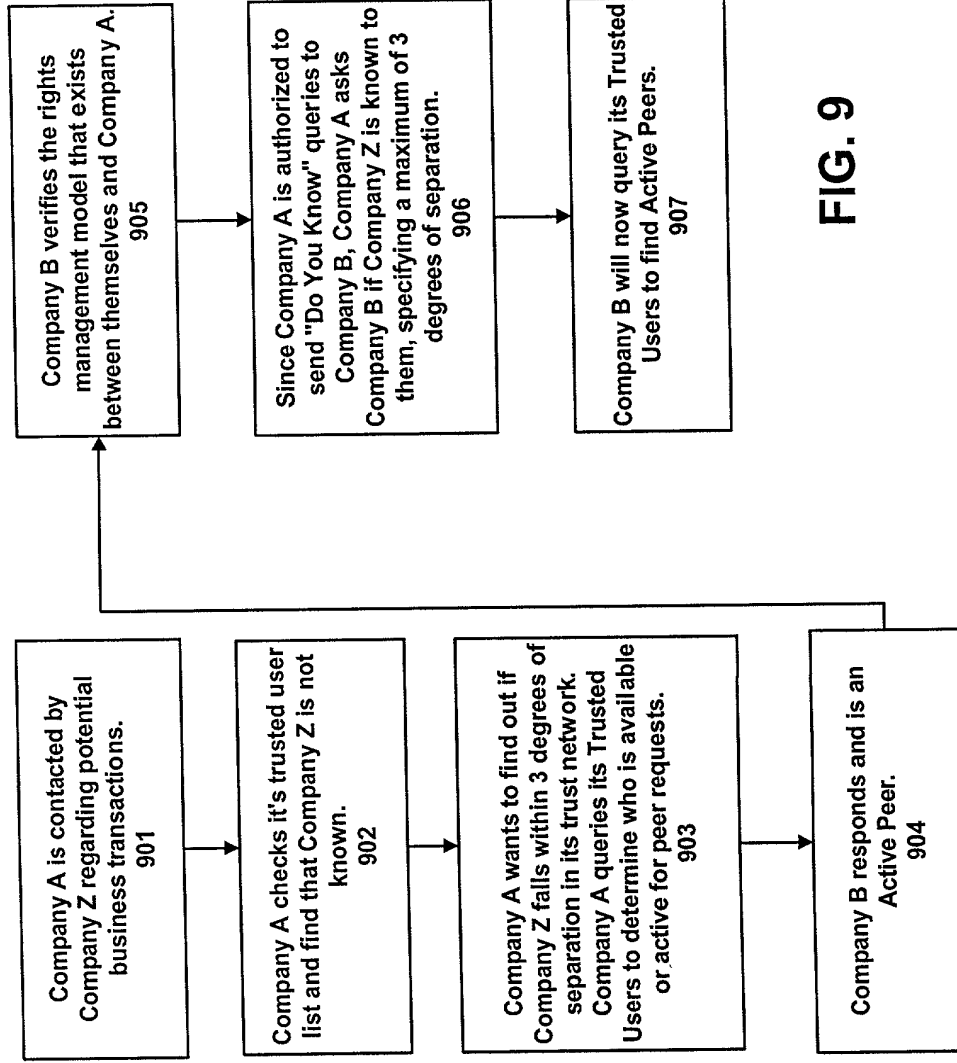 Company A is contacted by
Company Z regarding potential
business transactions.
901
Company A checks it's trusted user
list and find that Company Z is not
known.
902
Company A wants to find out if
Company Z falls within 3 degrees of
separation in its trust network.
Company A queries its Trusted
Users to determine who is available
or active for peer requests.
903
Company B responds and is an
Active Peer.
904
Company B verifies the rights
management model that exists
between themselves and Company A.
905
Since Company A is authorized to
send "Do You Know" queries to
Company B, Company A asks
Company B if Company Z is known to
them, specifying a maximum of 3
degrees of separation.
906
Company B will now query its Trusted
Users to find Active Peers.
907
FIG. 9